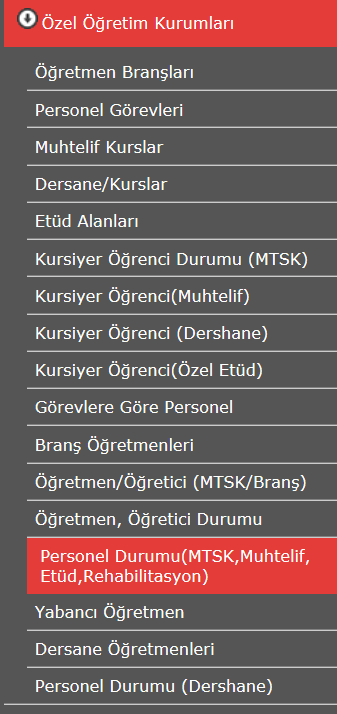 Özel Öğretim Kurumları
Öğretmen Branşları
Personel Görevleri
Muhtelif Kurslar
Dersane/Kurslar
Etüd Alanları
Kursiyer Öğrenci Durumu (MTSK)
Kursiyer Öğrenci(Muhtelif)
Kursiyer Öğrenci (Dershane)
Kursiyer Öğrenci(Özel Etüd)
Görevlere Göre Personel
Branş Öğretmenleri
Öğretmen/Öğretici (MTSK/Branş)
Öğretmen, Öğretici Durumu
Personel Durumu(MTSK,Muhtelif,
Etüd,Rehabilitasyon)
Yabancı Öğretmen
Dersane Öğretmenleri
Personel Durumu (Dershane)